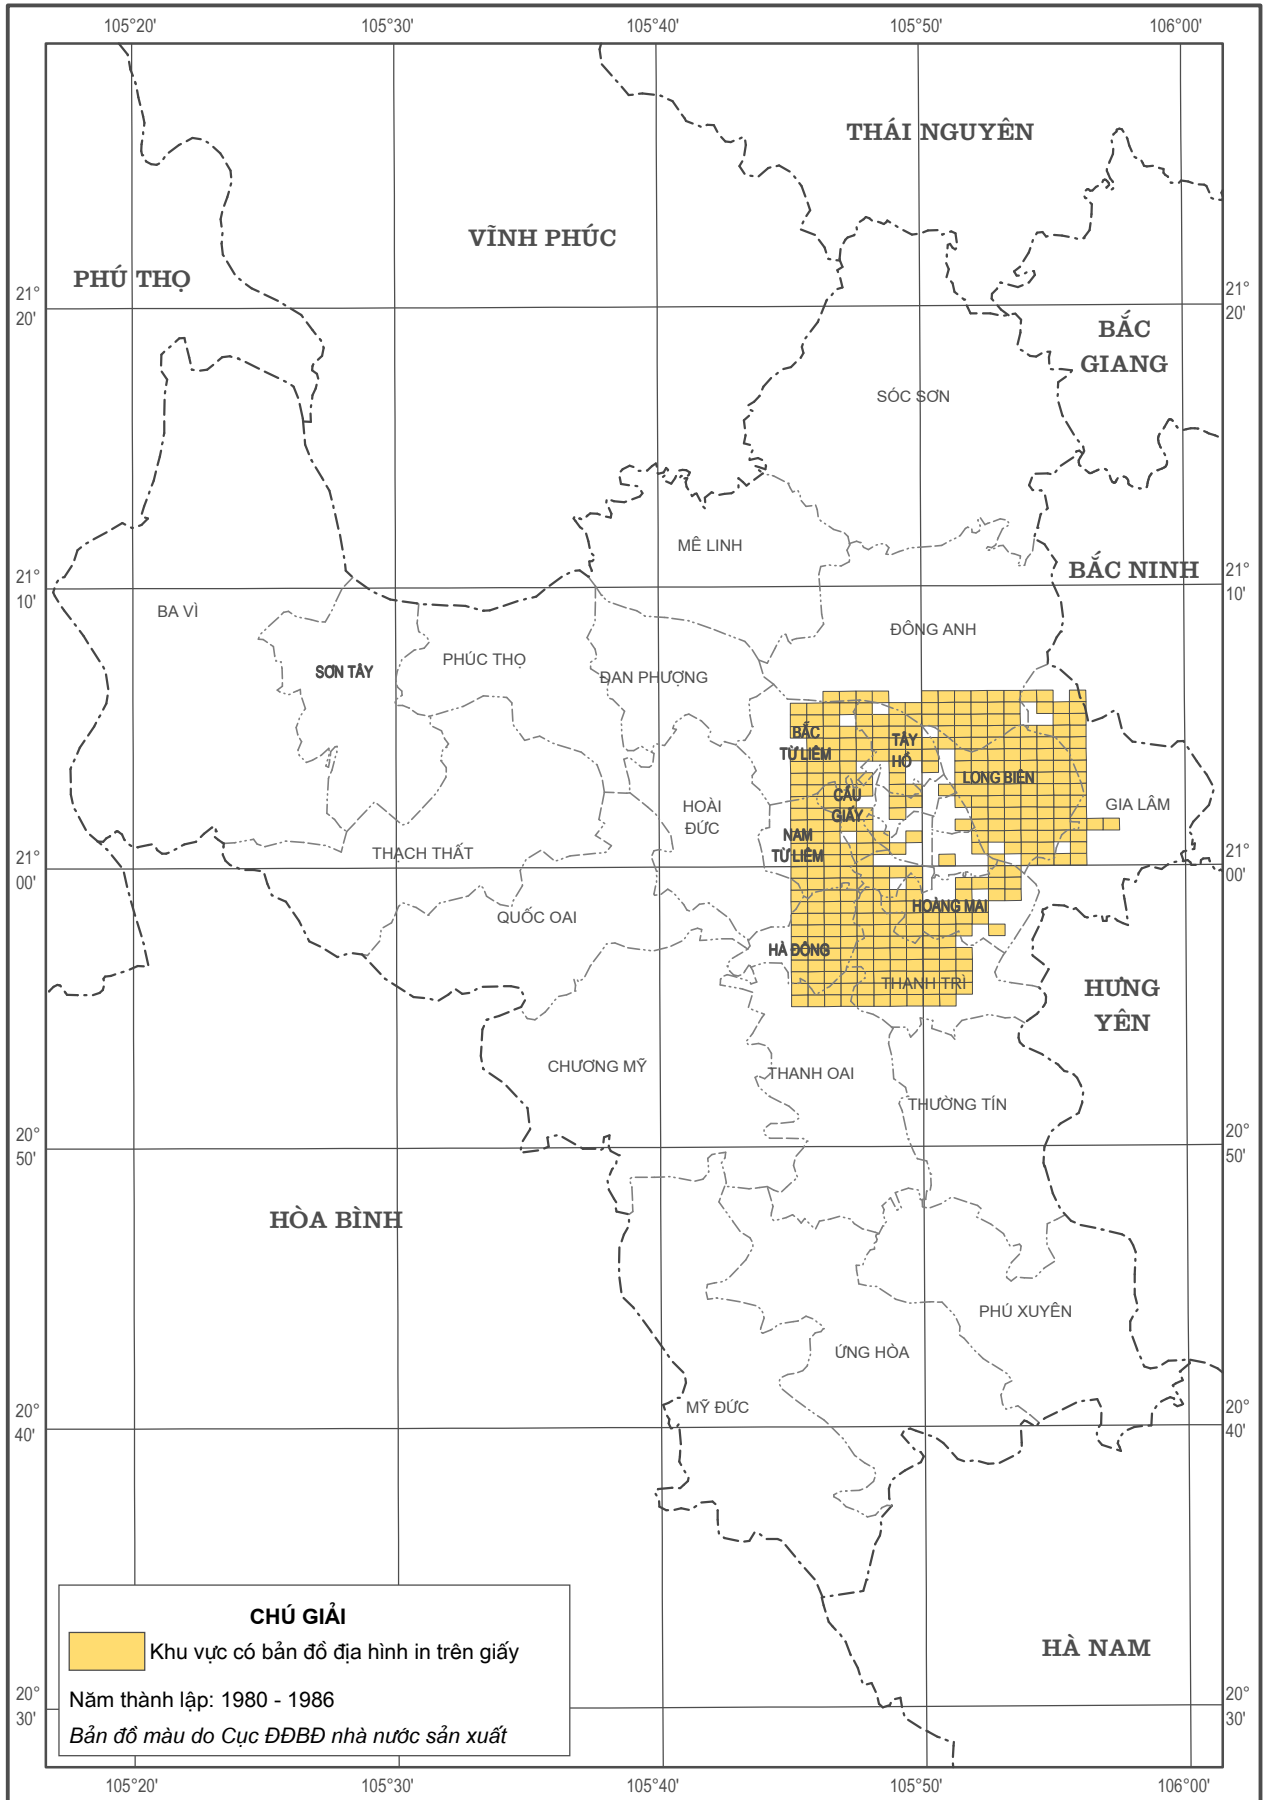 105°20' 105°30' 105°40' 105°50' 106°00'
THÁI NGUYÊN
VĨNH PHÚC
PHÚ THỌ
21°
20'
21°
20'
BẮC
GIANG
SÓC SƠN
MÊ LINH
21°
10'
BẮC NINH
21°
10'
BA VÌ
ĐÔNG ANH
PHÚC THỌ
SƠN TÂY
ĐAN PHƯỢNG
BẮC
TỪ LIÊM
TÂY
HỒ
LONG BIÊN
CẦU
GIẤY
HOÀI
ĐỨC
GIA LÂM
NAM
TỪ LIÊM
THẠCH THẤT
21°
00'
21°
00'
HOÀNG MAI
QUỐC OAI
HÀ ĐÔNG
THANH TRÌ
HƯNG
YÊN
CHƯƠNG MỸ
THANH OAI
THƯỜNG TÍN
20°
50'
20°
50'
HÒA BÌNH
PHÚ XUYÊN
ỨNG HÒA
MỸ ĐỨC
20°
40'
20°
40'
CHÚ GIẢI
Khu vực có bản đồ địa hình in trên giấy
Năm thành lập: 1980 - 1986
Bản đồ màu do Cục ĐĐBĐ nhà nước sản xuất
HÀ NAM
20°
30'
20°
30'
105°20' 105°30' 105°40' 105°50' 106°00'